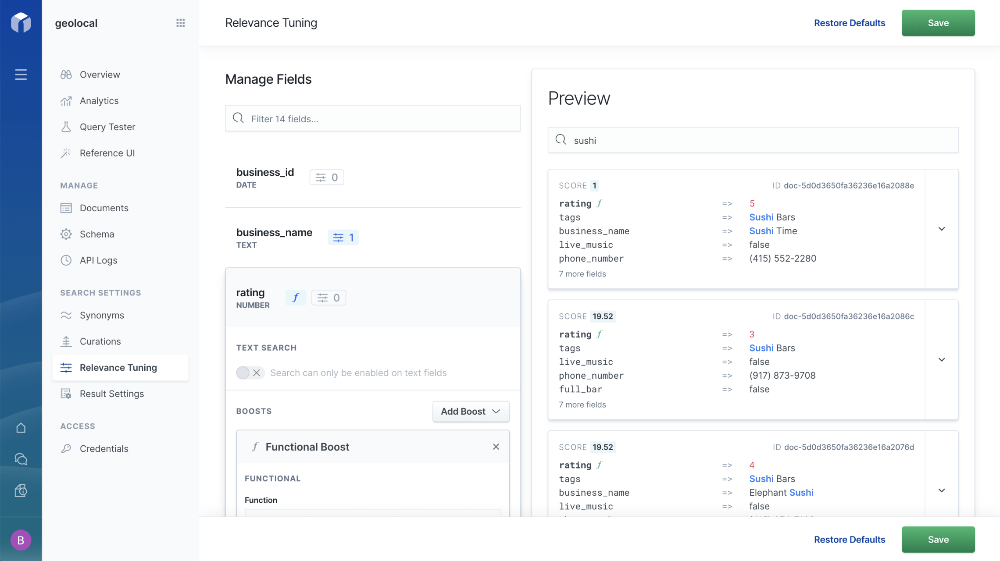 geolocal
Relevance Tuning
Restore Defaults
Save
Overview
Analytics
Query Tester
Reference UI
MANAGE
Documents
Schema
API Logs
SEARCH SETTINGS
Synonyms
Curations
Relevance Tuning
Result Settings
ACCESS
Credentials
B
Manage Fields
Filter 14 fields...
business_id
DATE
0
business_name
TEXT
1
rating
NUMBER
f
0
TEXT SEARCH
Search can only be enabled on text fields
BOOSTS
Add Boost
f Functional Boost
FUNCTIONAL
Function
Preview
sushi
SCORE 1 ID doc-5d0d3650fa36236e16a2088e
rating f => 5
tags => Sushi Bars
business_name => Sushi Time
live_music => false
phone_number => (415) 552-2280
7 more fields
SCORE 19.52 ID doc-5d0d3650fa36236e16a2086c
rating f => 3
tags => Sushi Bars
live_music => false
phone_number => (917) 873-9708
full_bar => false
7 more fields
SCORE 19.52 ID doc-5d0d3650fa36236e16a2076d
rating f => 4
tags => Sushi Bars
business_name => Elephant Sushi
live_music => false
Restore Defaults
Save